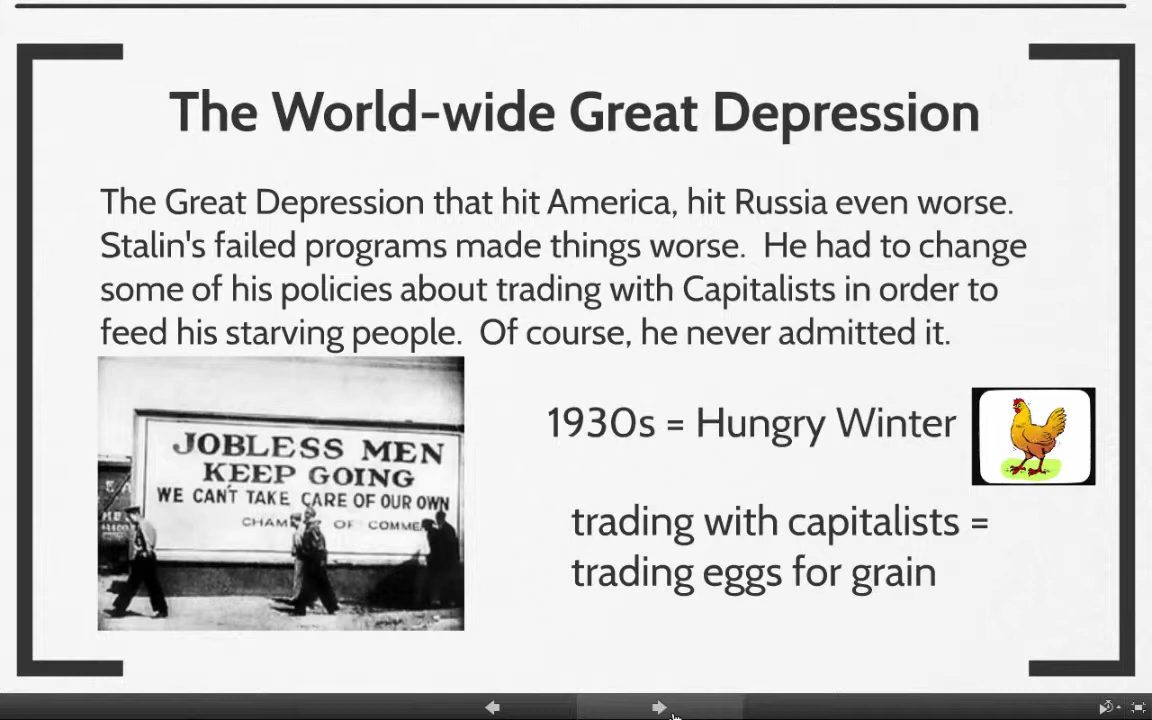 The World-wide Great Depression
The Great Depression that hit America, hit Russia even worse.
Stalin's failed programs made things worse. He had to change
some of his policies about trading with Capitalists in order to
feed his starving people. Of course, he never admitted it.
JOBLESS MEN
KEEP GOING
WE CAN'T TAKE CARE OF OUR OWN
OF
1930s = Hungry Winter
trading with capitalists =
trading eggs for grain